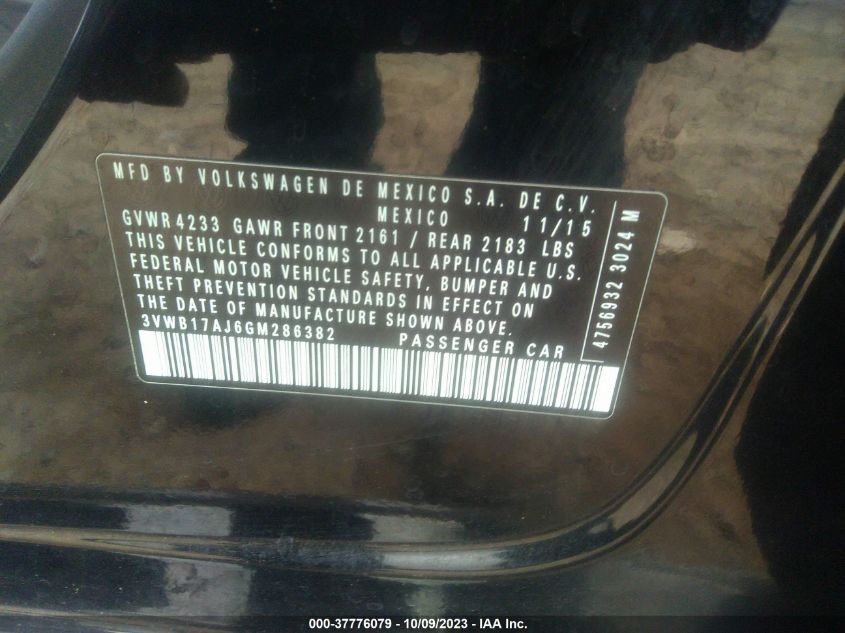 MFD BY VOLKSWAGEN DE MEXICO S.A. DE C.V.
MEXICO 11/15
GVWR 4233 GAWR FRONT 2161 / REAR 2183 LBS
THIS VEHICLE CONFORMS TO ALL APPLICABLE U.S.
FEDERAL MOTOR VEHICLE SAFETY, BUMPER AND
THEFT PREVENTION STANDARDS IN EFFECT ON
THE DATE OF MANUFACTURE SHOWN ABOVE.
3VWB17AJ6GM286382 PASSENGER CAR
4756932 3024 M
000-37776079 - 10/09/2023 - IAA Inc.